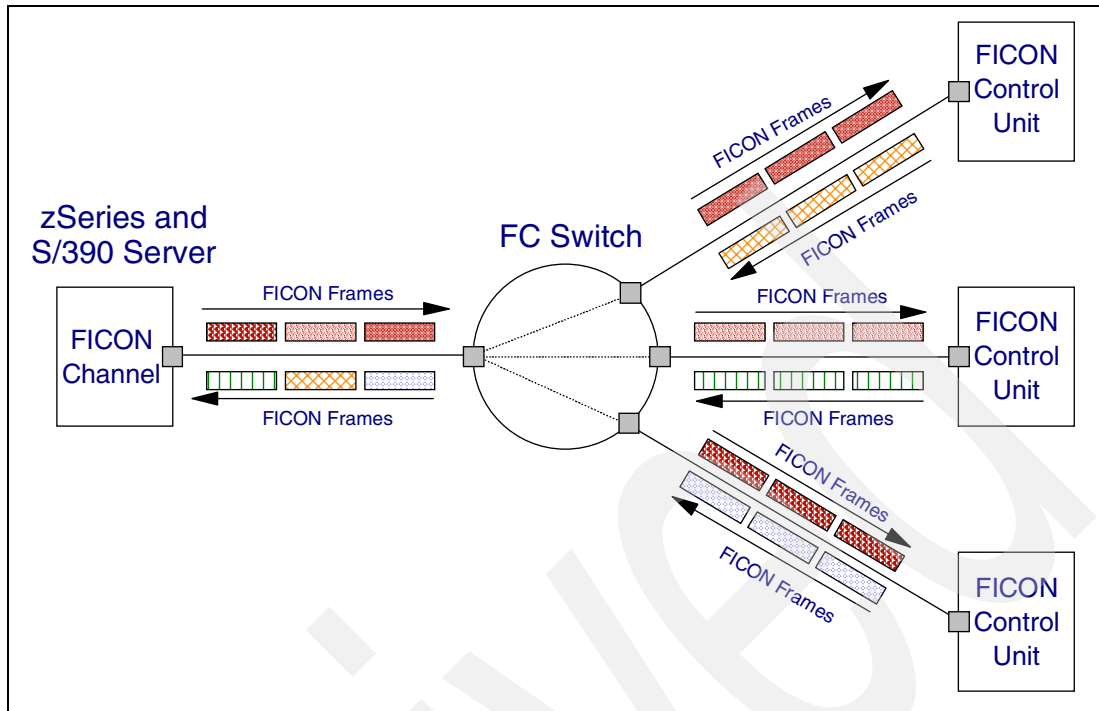 zSeries and
S/390 Server
FICON
Channel
FICON Frames
FICON Frames
FC Switch
FICON Frames
FICON Frames
FICON
Control
Unit
FICON Frames
FICON Frames
FICON
Control
Unit
FICON Frames
FICON Frames
FICON
Control
Unit